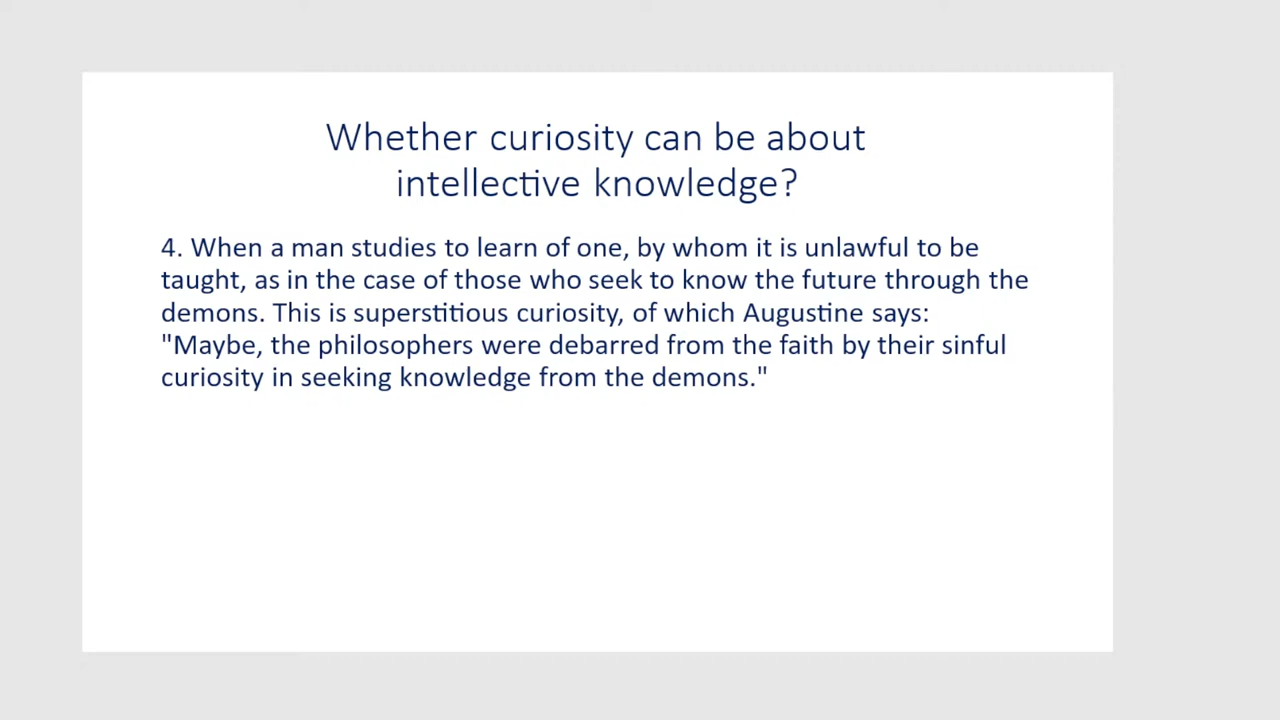 Whether curiosity can be about
intellective knowledge?
4. When a man studies to learn of one, by whom it is unlawful to be
taught, as in the case of those who seek to know the future through the
demons. This is superstitious curiosity, of which Augustine says:
"Maybe, the philosophers were debarred from the faith by their sinful
curiosity in seeking knowledge from the demons."